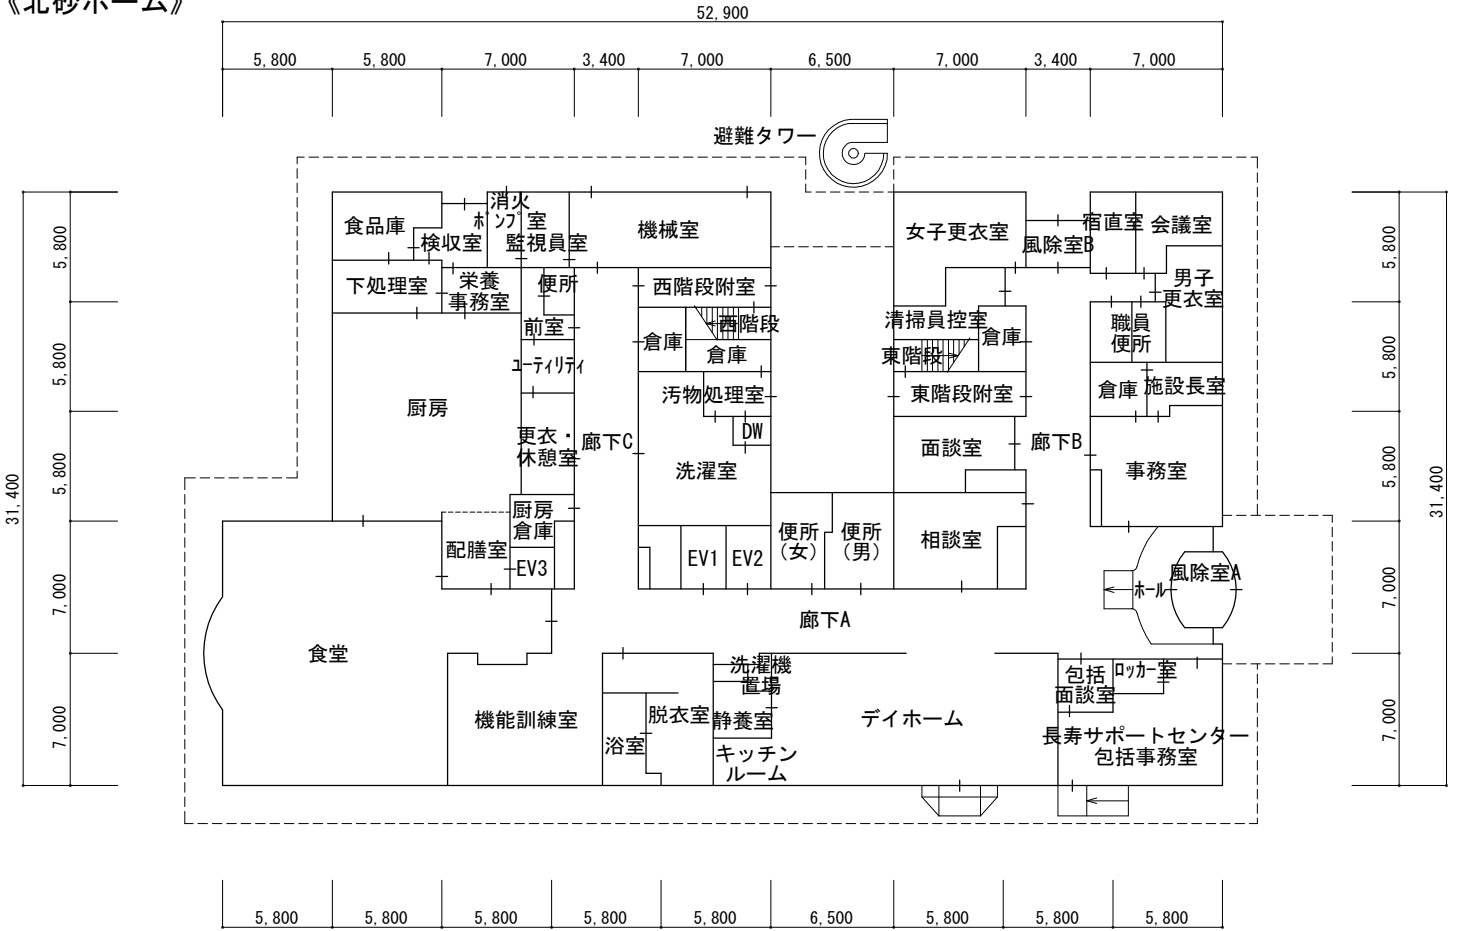 《北砂ホーム》
52,900
5,800 5,800 7,000 3,400 7,000 6,500 7,000 3,400 7,000
避難タワー
31,400
5,800
5,800
5,800
7,000
7,000
食品庫
検収室
消火
ポンプ室
監視員室
機械室
女子更衣室
風除室B
宿直室
会議室
下処理室
栄養
事務室
便所
西階段附室
男子
更衣室
前室
倉庫
西階段
倉庫
清掃員控室
倉庫
東階段
職員
便所
ユーティリティ
厨房
汚物処理室
DW
東階段附室
倉庫
施設長室
更衣・
休憩室
廊下C
洗濯室
面談室
廊下B
事務室
厨房
倉庫
配膳室
EV3
EV1
EV2
便所
(女)
便所
(男)
相談室
風除室A
ホール
廊下A
食堂
機能訓練室
浴室
脱衣室
洗濯機
置場
静養室
キッチン
ルーム
デイホーム
包括
面談室
ロッカー室
長寿サポートセンター
包括事務室
5,800
5,800
5,800
7,000
7,000
31,400
5,800 5,800 5,800 5,800 5,800 6,500 5,800 5,800 5,800